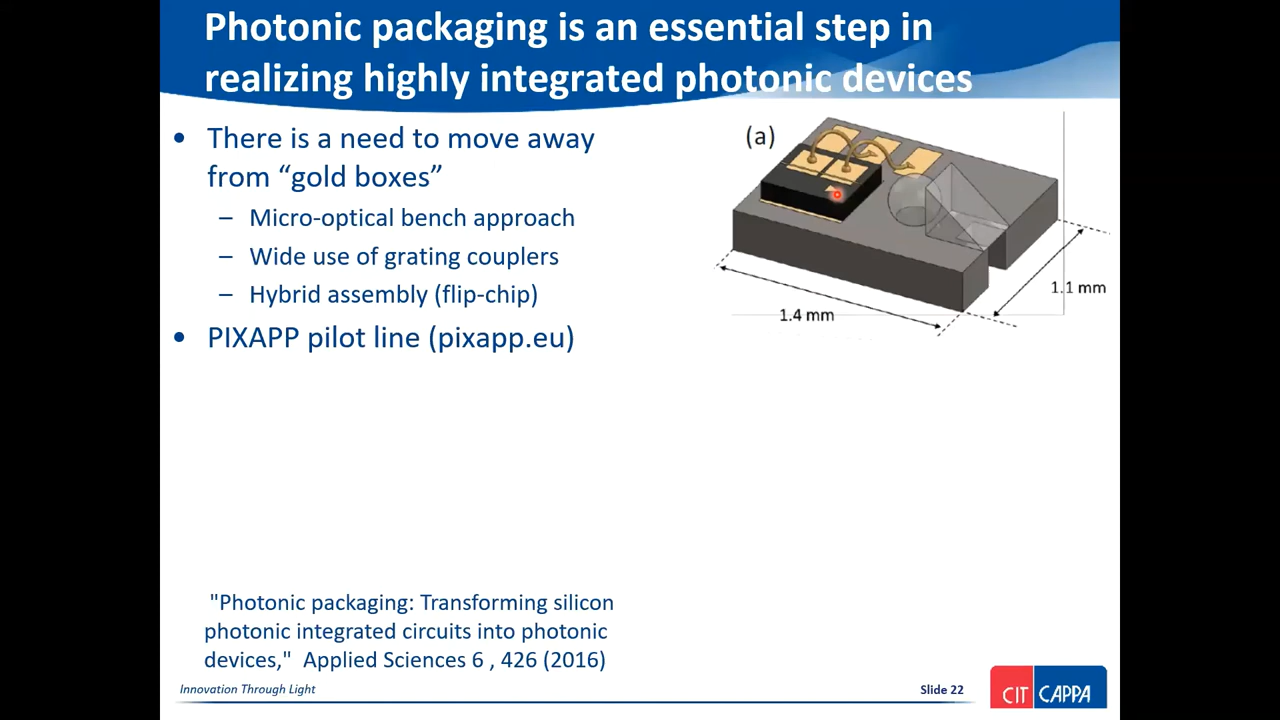 Photonic packaging is an essential step in
realizing highly integrated photonic devices
• There is a need to move away
from “gold boxes”
– Micro-optical bench approach
– Wide use of grating couplers
– Hybrid assembly (flip-chip)
• PIXAPP pilot line (pixapp.eu)
(a)
1.4 mm
1.1 mm
"Photonic packaging: Transforming silicon
photonic integrated circuits into photonic
devices," Applied Sciences 6 , 426 (2016)
Innovation Through Light
Slide 22
CIT CAPPA